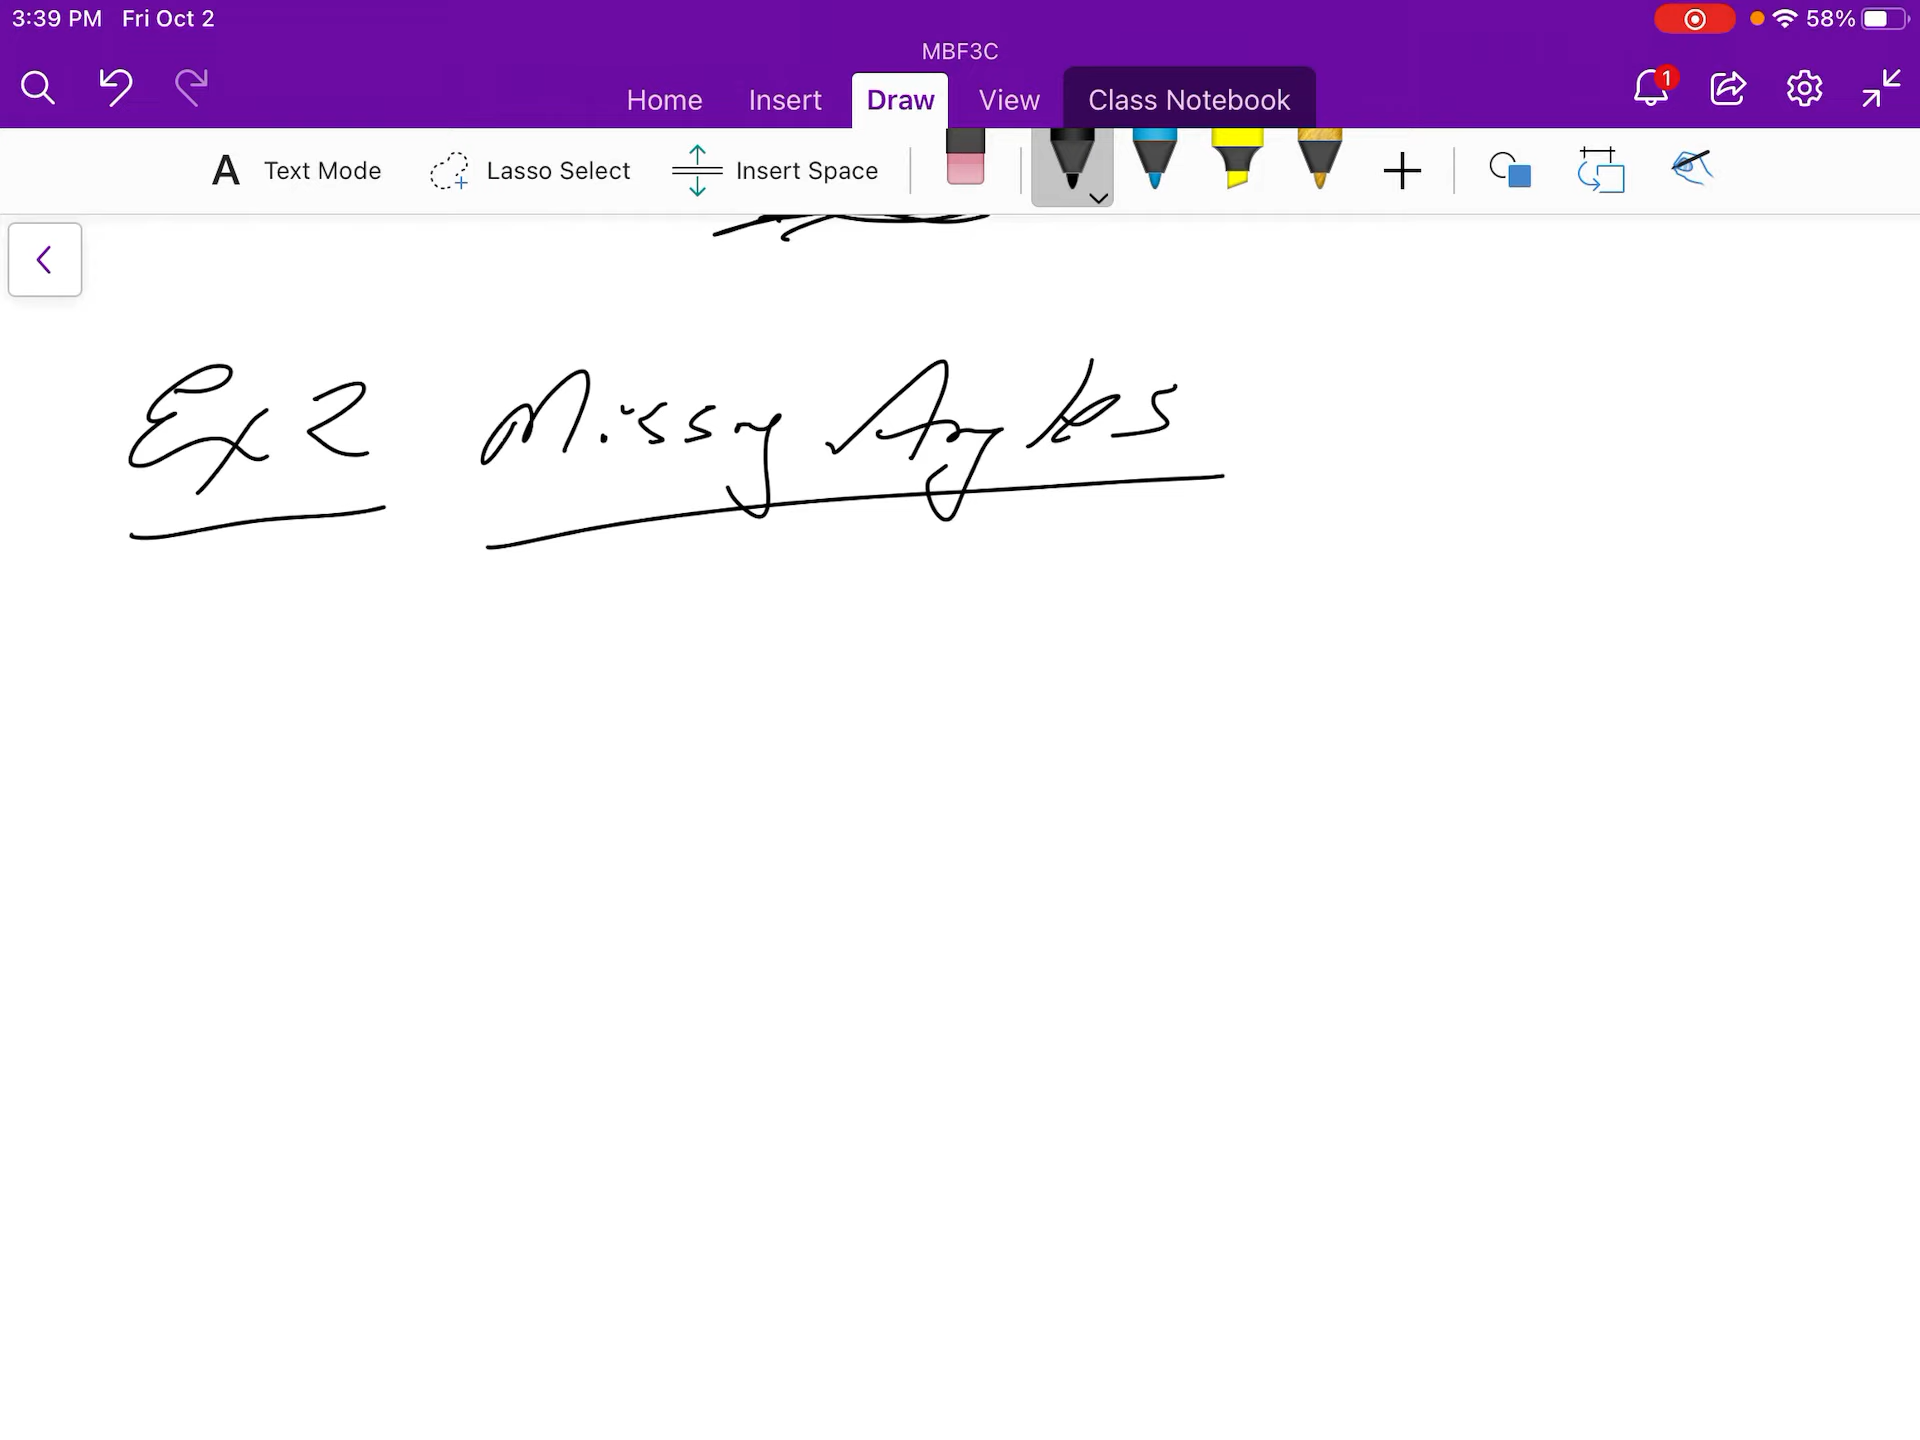 3:39 PM Fri Oct 2 58%
MBF3C
Home Insert Draw View Class Notebook 1
A Text Mode Lasso Select Insert Space
Ex 2 Missing Angles